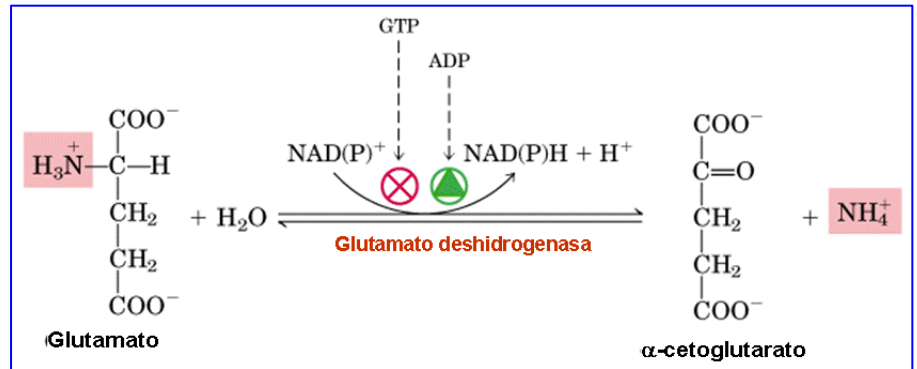 GTP
ADP
NAD(P)⁺ NAD(P)H + H⁺
COO⁻
H₃N⁺—C—H
CH₂
CH₂
COO⁻
Glutamato
+ H₂O
Glutamato deshidrogenasa
COO⁻
C=O
CH₂
CH₂
COO⁻
α-cetoglutarato
+ NH₄⁺